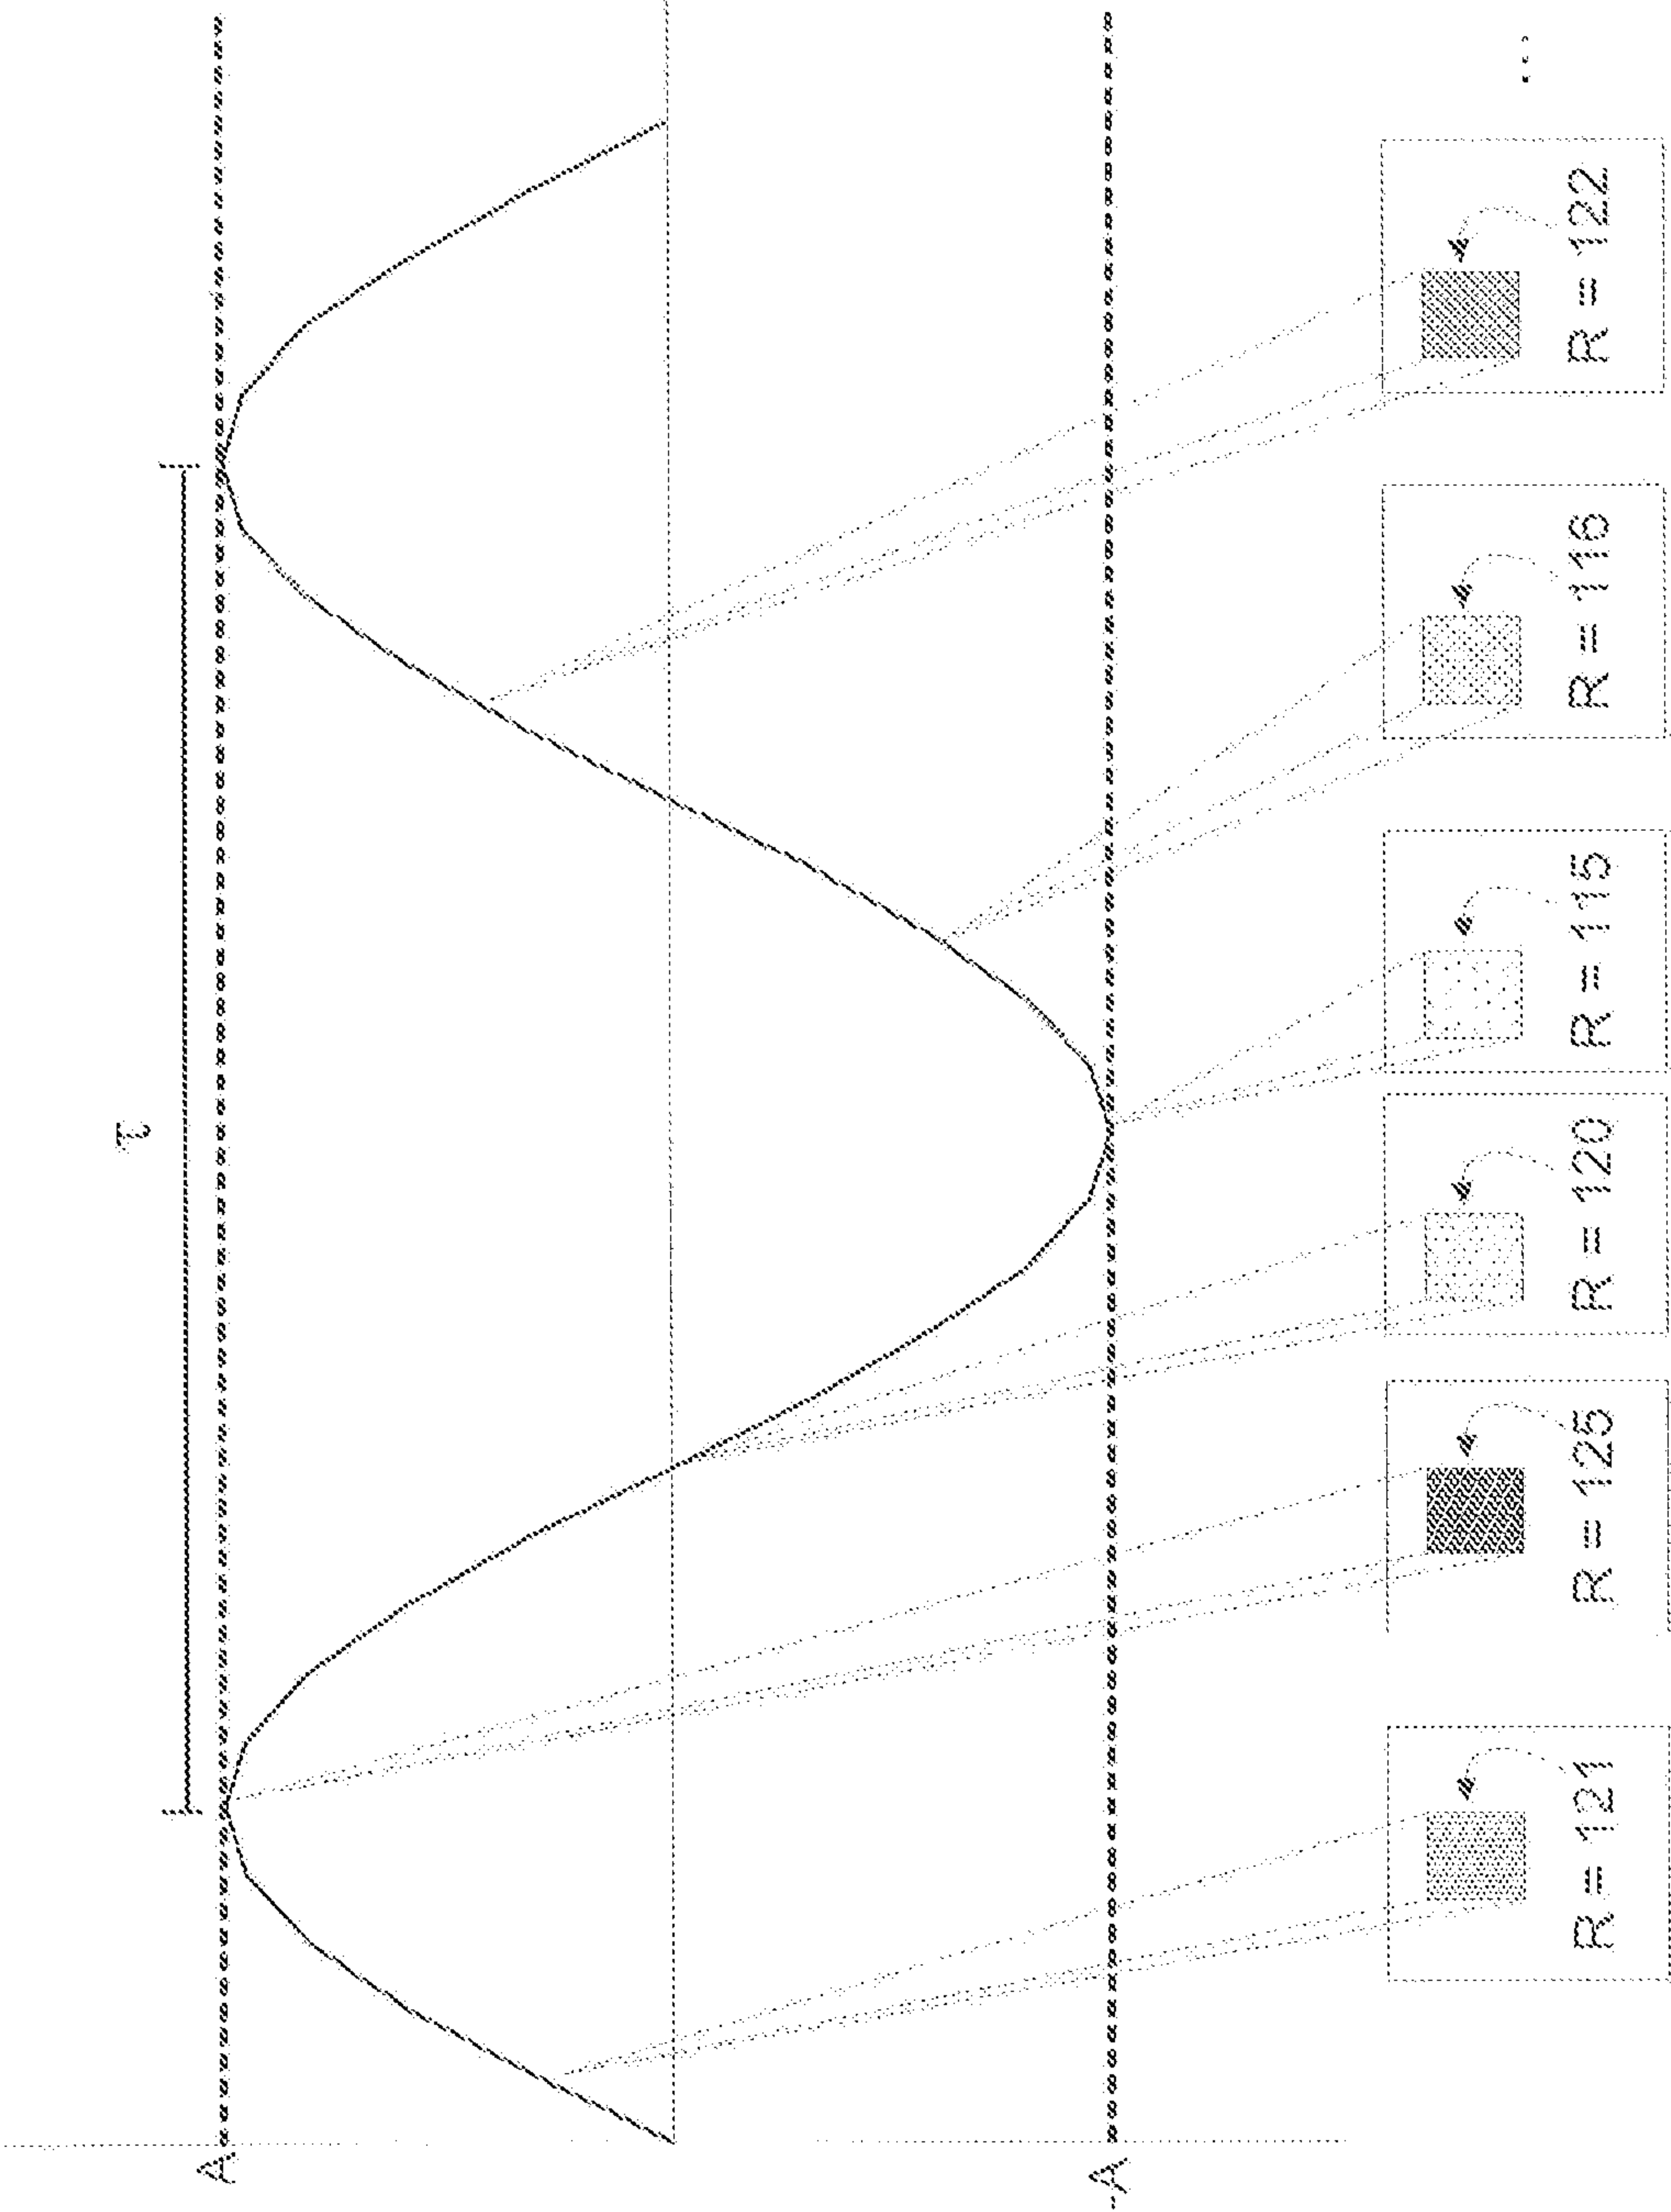 τ
A
-A
R = 121
R = 125
R = 120
R = 115
R = 116
R = 122
...